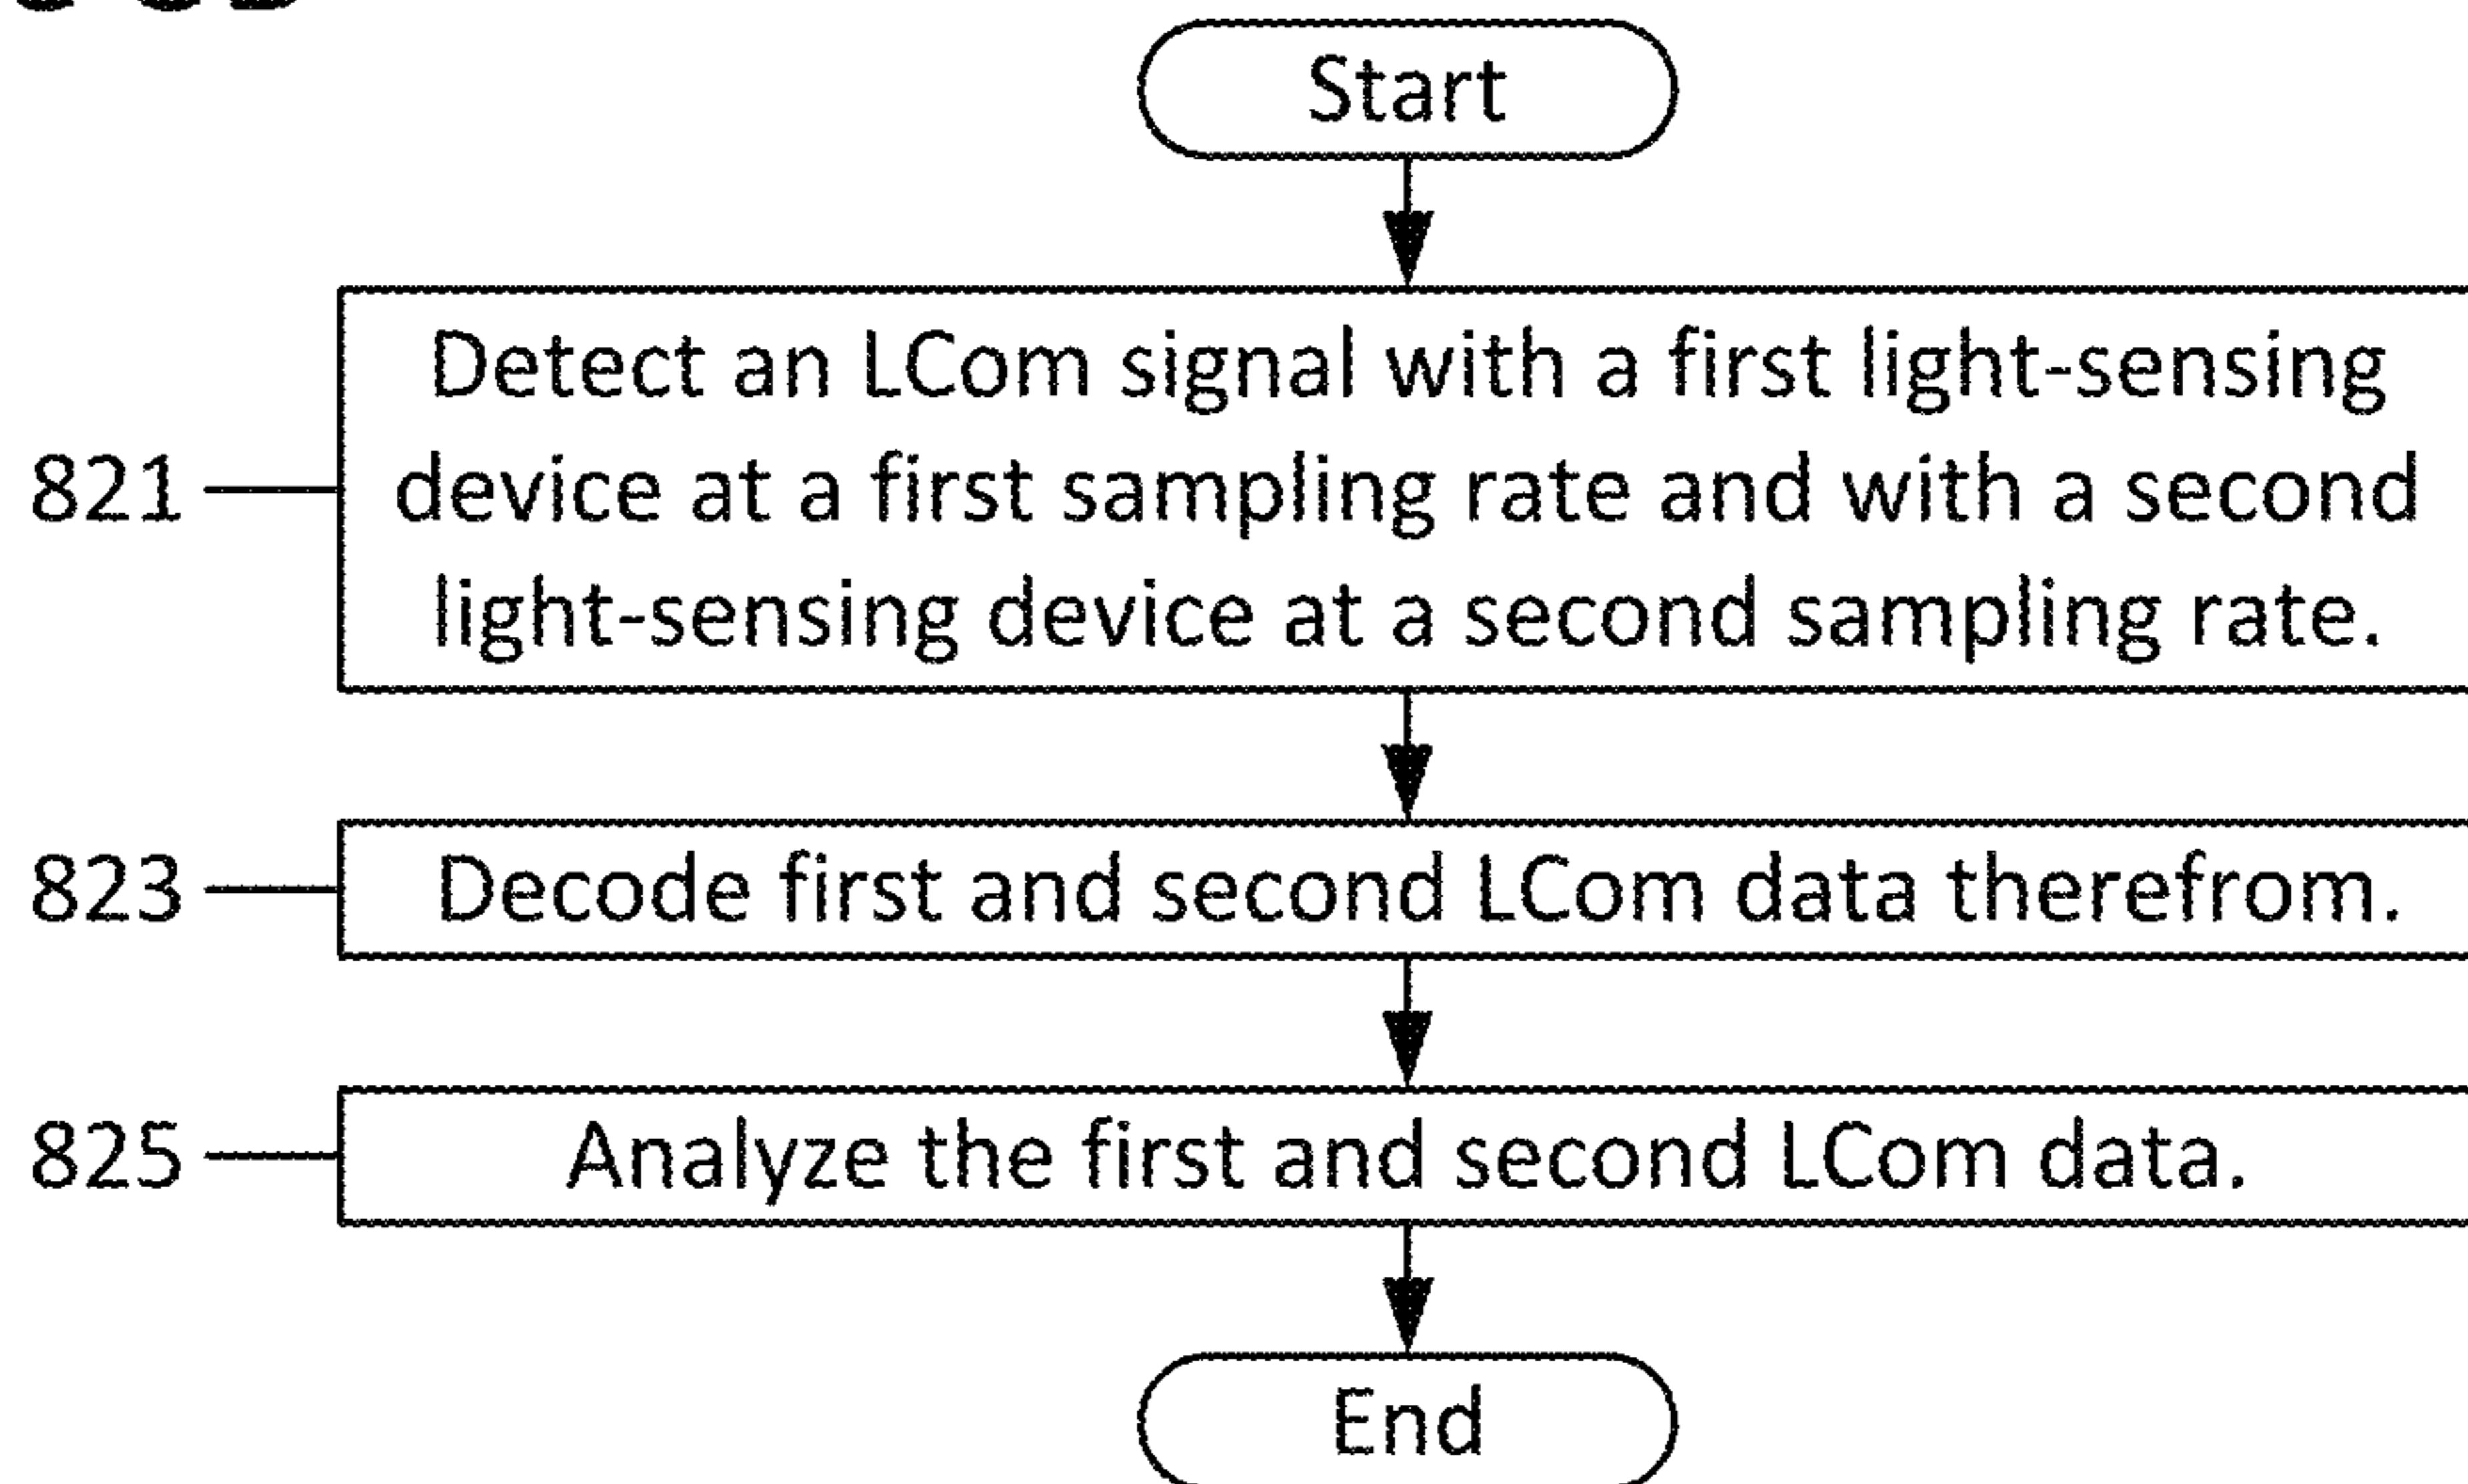 Start
Detect an LCom signal with a first light-sensing
821 device at a first sampling rate and with a second
light-sensing device at a second sampling rate.
823 Decode first and second LCom data therefrom.
825 Analyze the first and second LCom data.
End